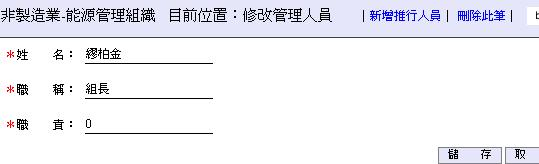 非製造業-能源管理組織 目前位置：修改管理人員 | 新增推行人員 | 刪除此筆 |
*姓 名： 繆柏金
*職 稱： 組長
*職 責： 0
儲 存 取